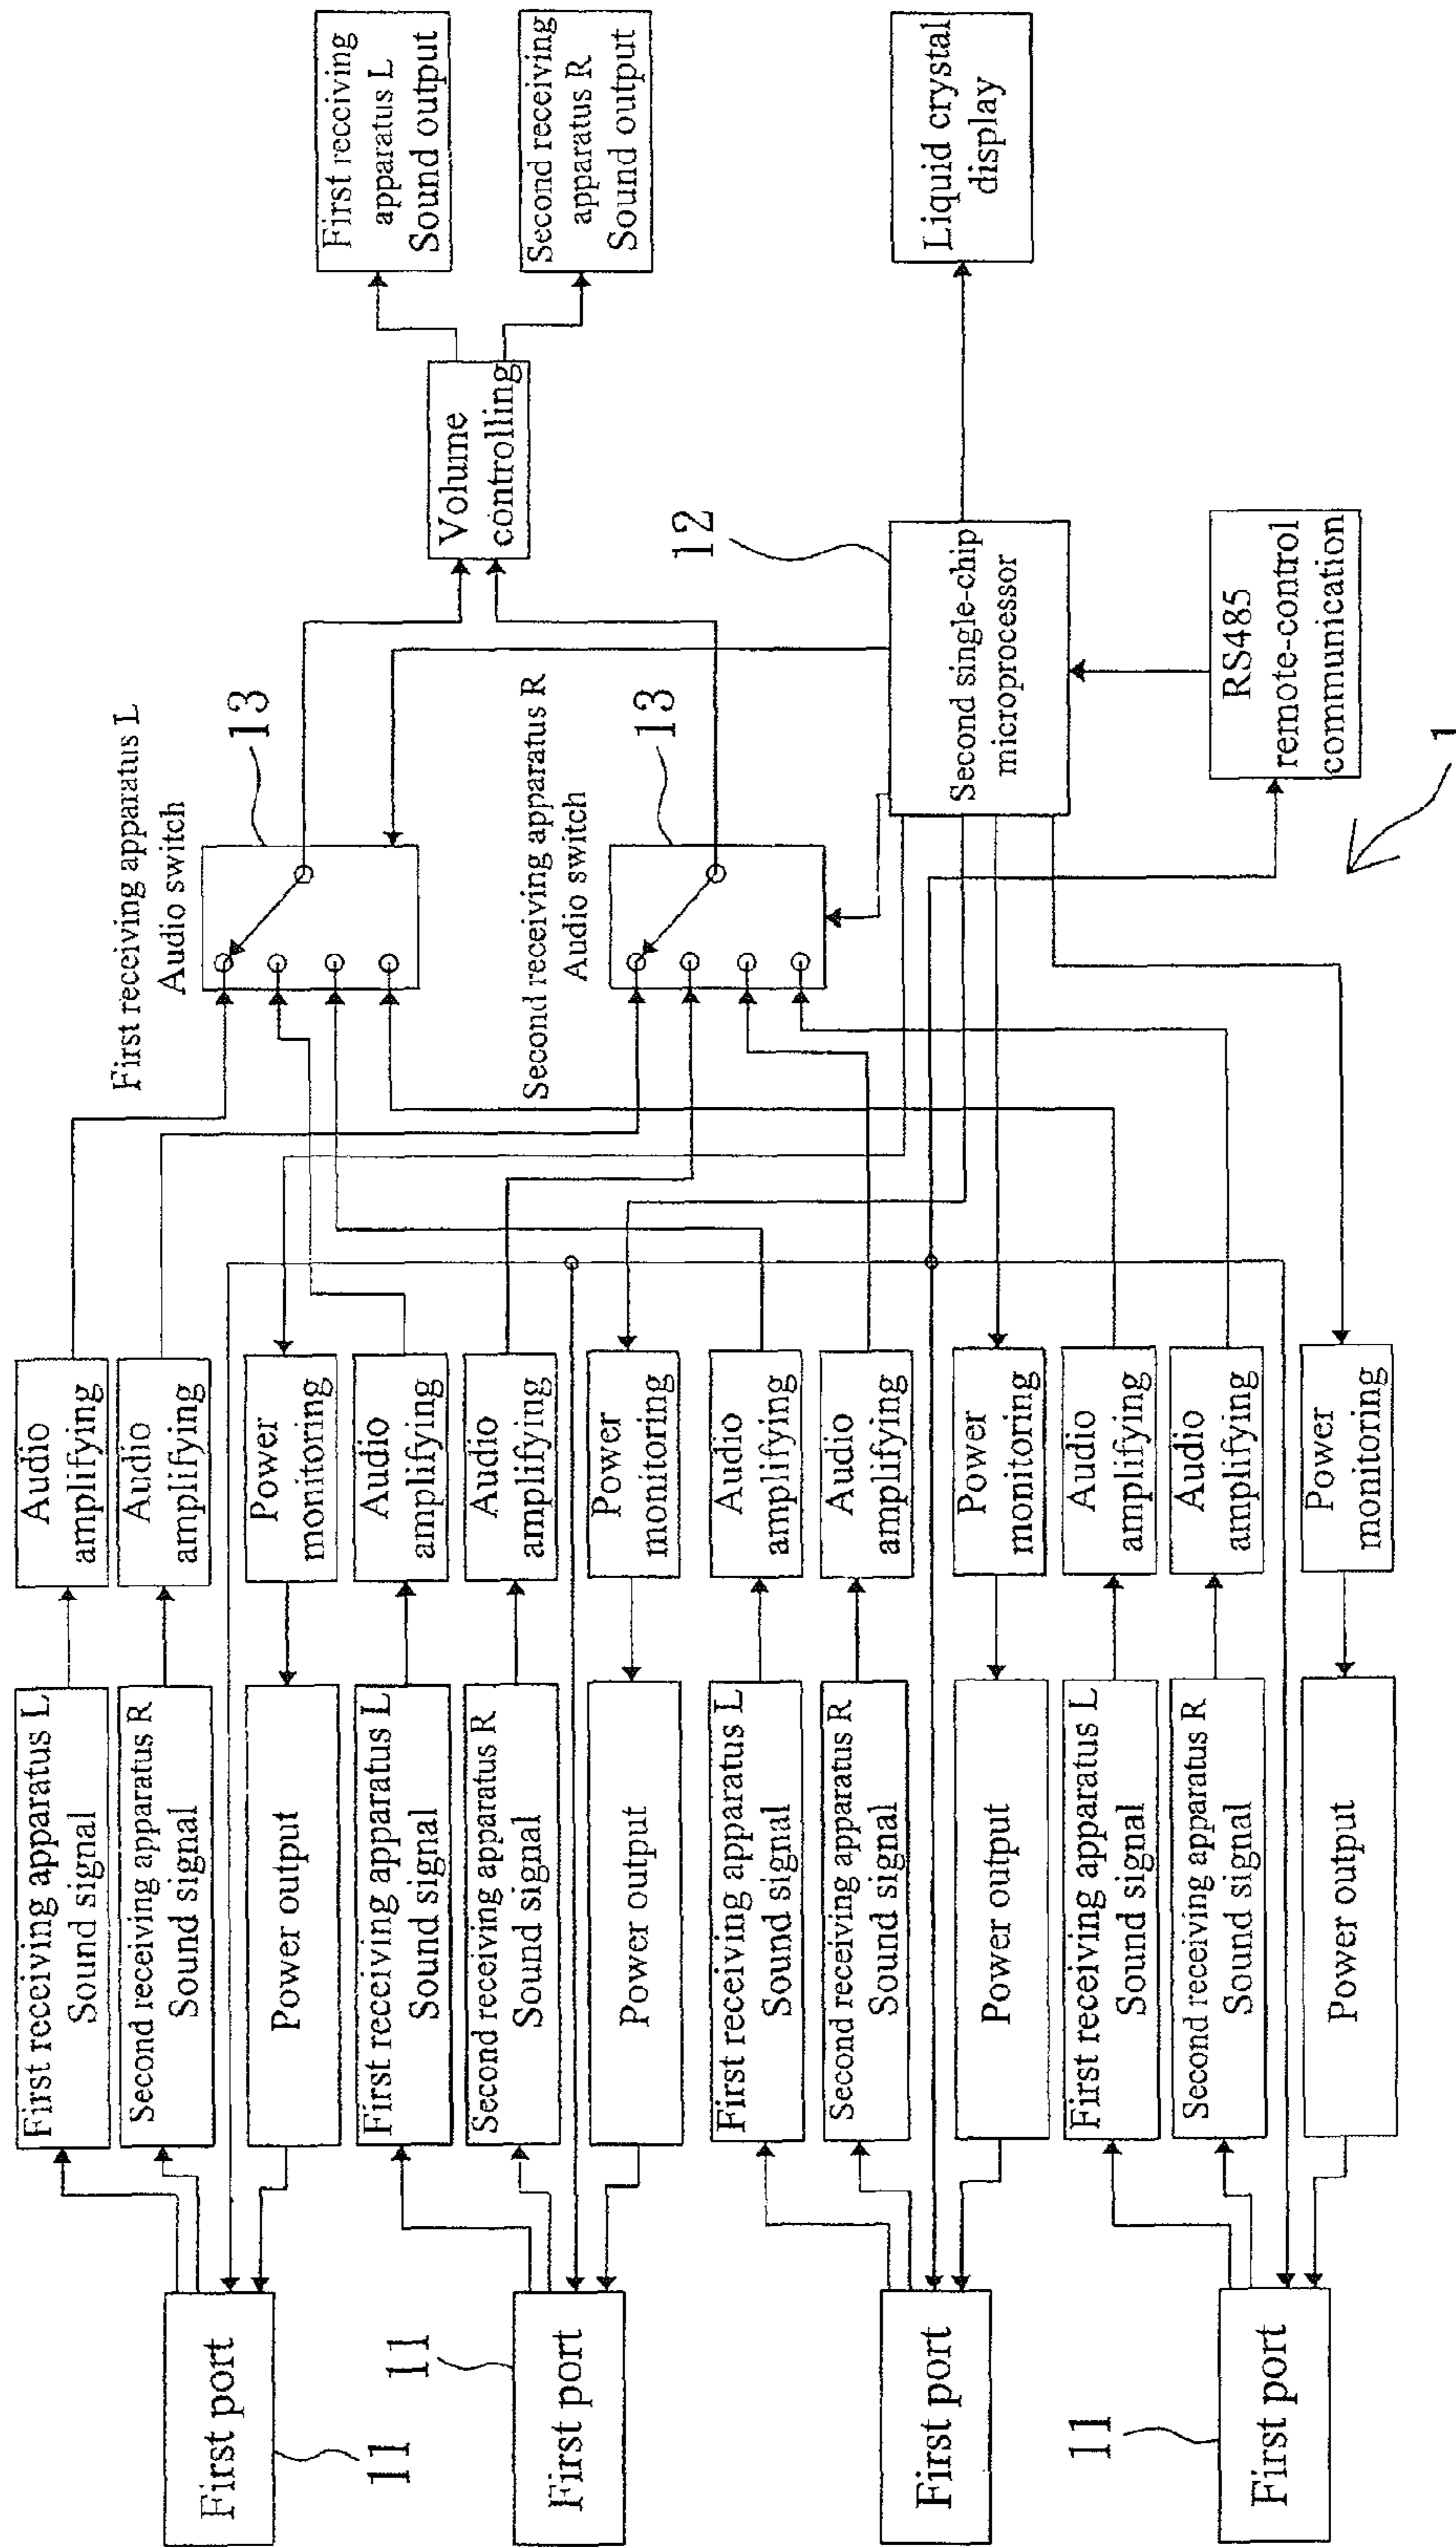 First receiving apparatus L
Sound signal
Audio
amplifying
Second receiving apparatus R
Sound signal
Audio
amplifying
First port
11
Power output
Power
monitoring
First receiving apparatus L
Audio switch
13
First receiving
apparatus L
Sound output
First receiving apparatus L
Sound signal
Audio
amplifying
Volume
controlling
Second receiving apparatus R
Sound signal
Audio
amplifying
Second receiving
apparatus R
Sound output
11
First port
Power output
Power
monitoring
Second receiving apparatus R
Audio switch
13
First receiving apparatus L
Sound signal
Audio
amplifying
12
Second receiving apparatus R
Sound signal
Audio
amplifying
First port
Power output
Power
monitoring
Second single-chip
microprocessor
Liquid crystal
display
First receiving apparatus L
Sound signal
Audio
amplifying
11
Second receiving apparatus R
Sound signal
Audio
amplifying
First port
Power output
Power
monitoring
RS485
remote-control
communication
1